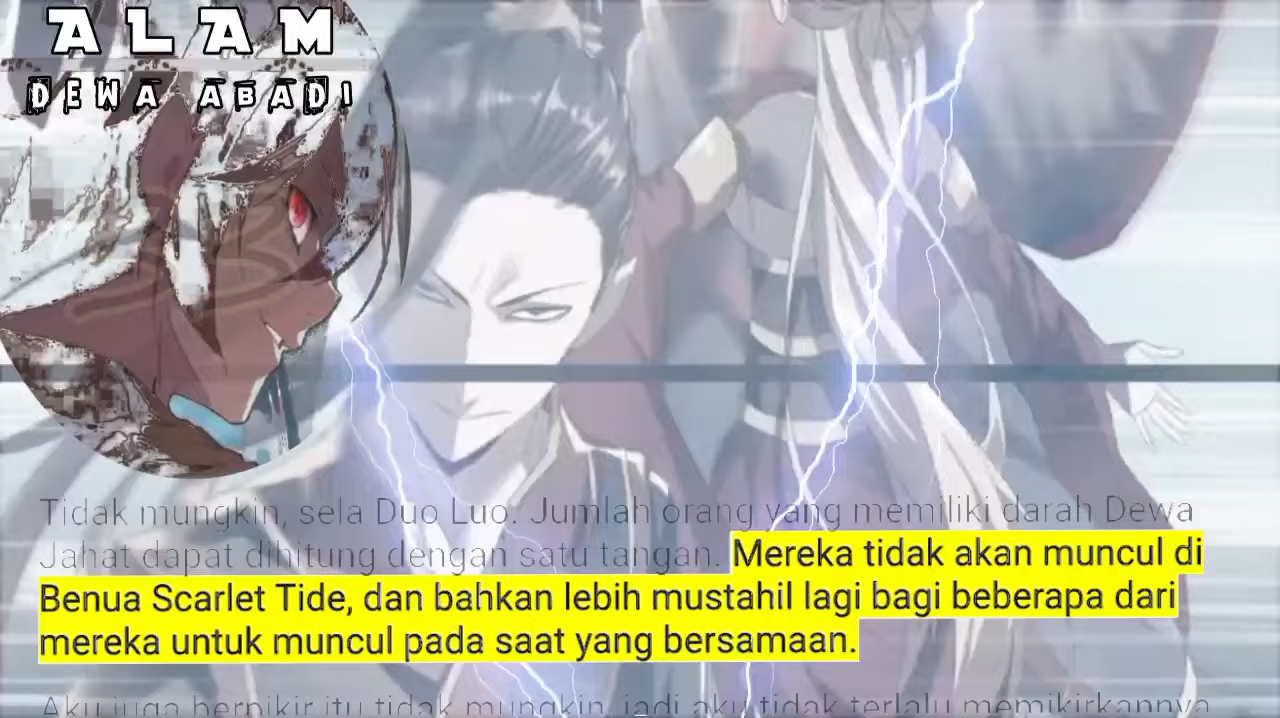 ALAM
DEWA ABADI
Tidak mungkin, sela Duo Luo. Jumlah orang yang memiliki darah Dewa
Jahat dapat dihitung dengan satu tangan. Mereka tidak akan muncul di
Benua Scarlet Tide, dan bahkan lebih mustahil lagi bagi beberapa dari
mereka untuk muncul pada saat yang bersamaan.
Aku juga berpikir itu tidak mungkin, jadi aku tidak terlalu memikirkannya